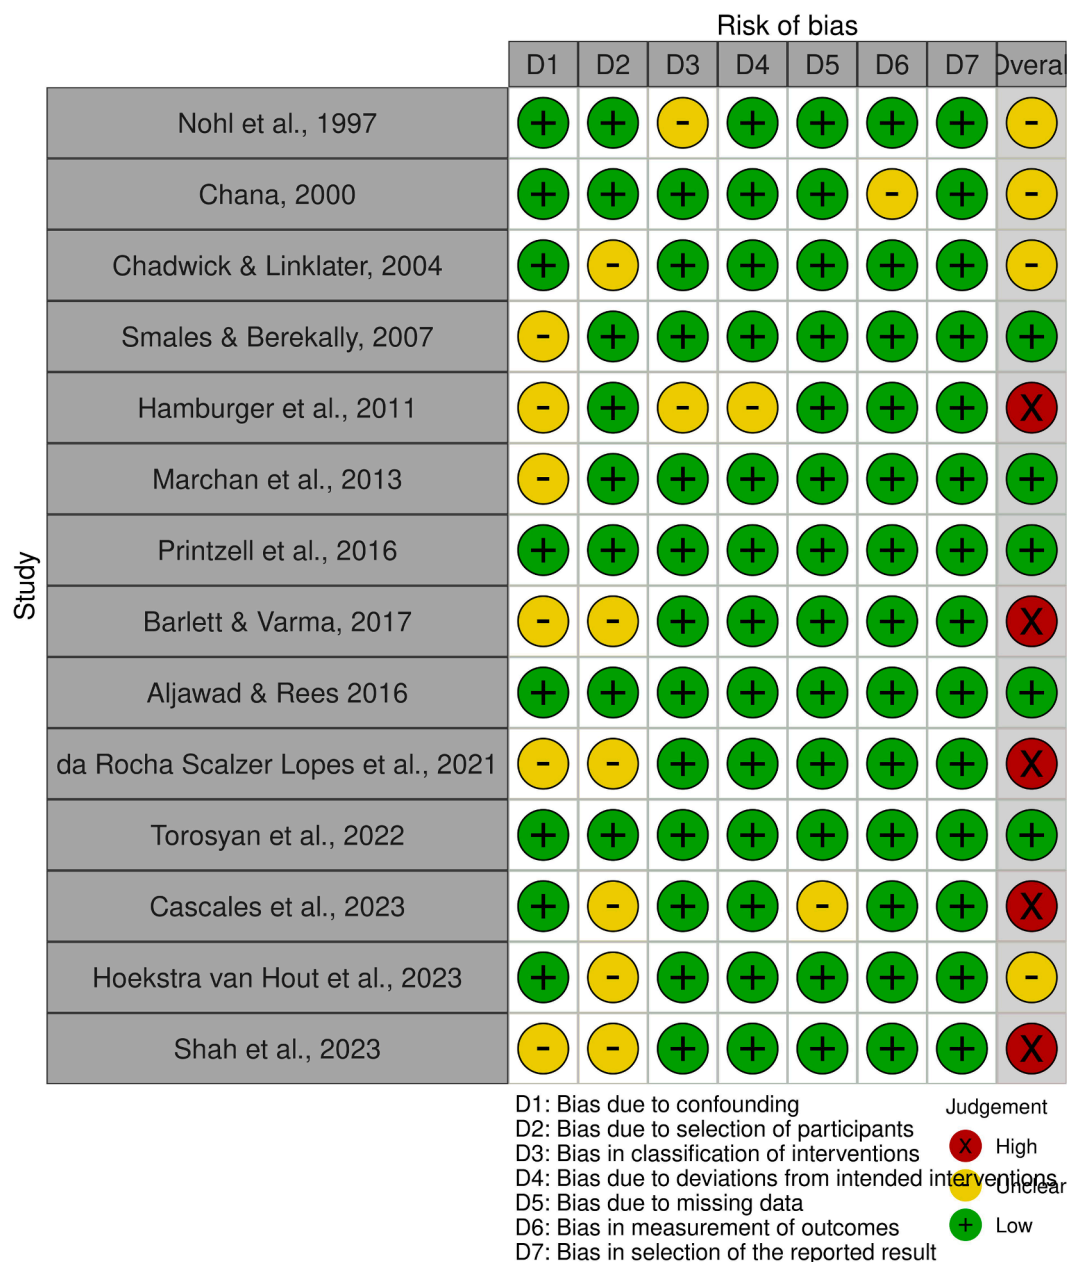 Risk of bias
D1 D2 D3 D4 D5 D6 D7 Overall
Nohl et al., 1997 + + - + + + + -
Chana, 2000 + + + + + - + -
Chadwick & Linklater, 2004 + - + + + + + -
Smales & Berekally, 2007 - + + + + + + +
Hamburger et al., 2011 - + - - + + + X
Marchan et al., 2013 - + + + + + + +
Printzell et al., 2016 + + + + + + + +
Barlett & Varma, 2017 - - + + + + + X
Aljawad & Rees 2016 + + + + + + + +
da Rocha Scalzer Lopes et al., 2021 - - + + + + + X
Torosyan et al., 2022 + + + + + + + +
Cascales et al., 2023 + - + + - + + X
Hoekstra van Hout et al., 2023 + - + + + + + -
Shah et al., 2023 - - + + + + + X
Study
D1: Bias due to confounding
D2: Bias due to selection of participants
D3: Bias in classification of interventions
D4: Bias due to deviations from intended interventions
D5: Bias due to missing data
D6: Bias in measurement of outcomes
D7: Bias in selection of the reported result
Judgement
X High
- Unclear
+ Low